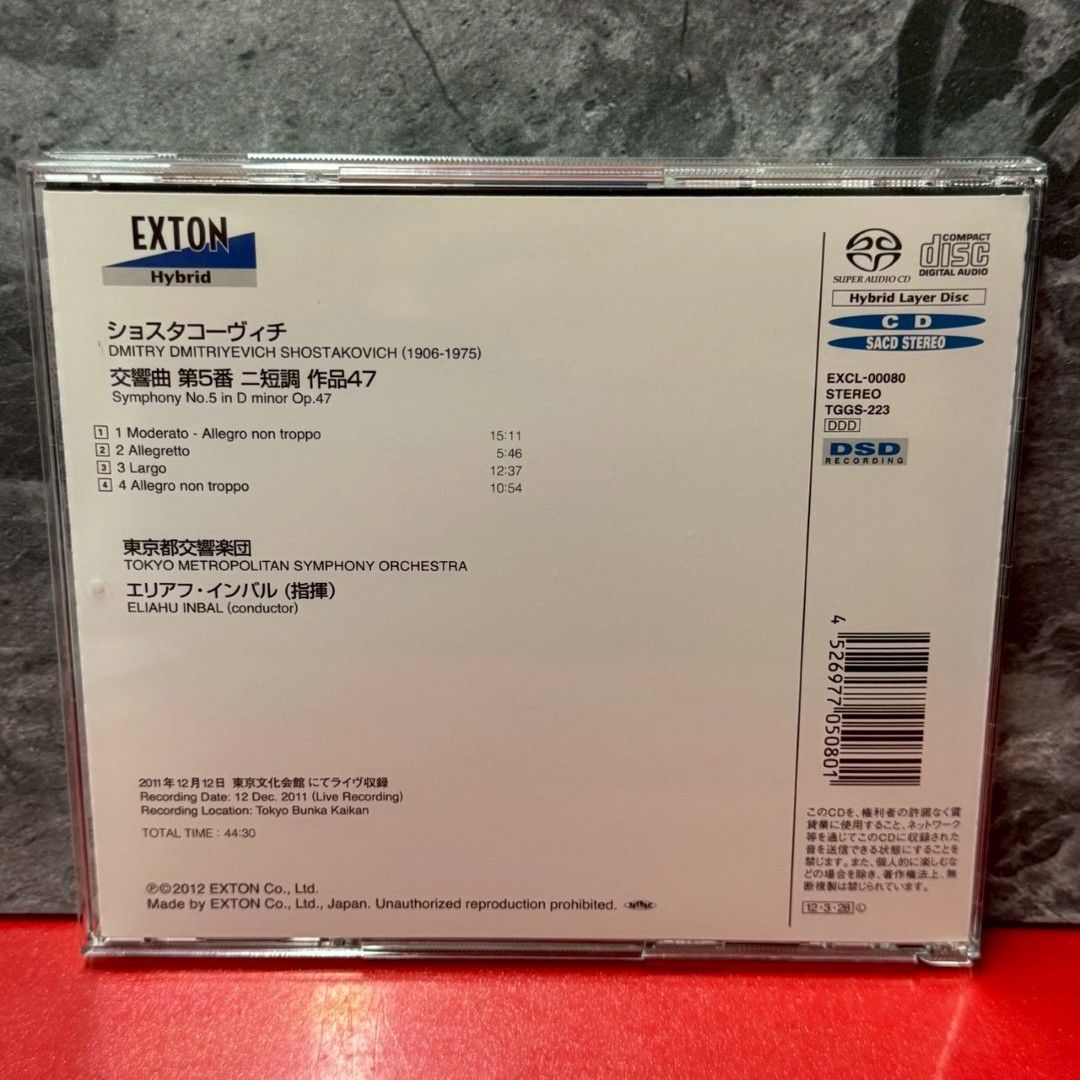 EXTON
Hybrid
ショスタコーヴィチ
DMITRY DMITRIYEVICH SHOSTAKOVICH (1906-1975)
交響曲 第5番 ニ短調 作品47
Symphony No.5 in D minor Op.47
1 1 Moderato - Allegro non troppo 15:11
2 2 Allegretto 5:46
3 3 Largo 12:37
4 4 Allegro non troppo 10:54
東京都交響楽団
TOKYO METROPOLITAN SYMPHONY ORCHESTRA
エリアフ・インバル(指揮)
ELIAHU INBAL (conductor)
2011年12月12日 東京文化会館 にてライヴ収録
Recording Date: 12 Dec. 2011 (Live Recording)
Recording Location: Tokyo Bunka Kaikan
TOTAL TIME : 44:30
℗©2012 EXTON Co., Ltd.
Made by EXTON Co., Ltd., Japan. Unauthorized reproduction prohibited.
SUPER AUDIO CD
COMPACT
disc
DIGITAL AUDIO
Hybrid Layer Disc
CD
SACD STEREO
EXCL-00080
STEREO
TGGS-223
DDD
DSD
RECORDING
4 526977 050801
このCDを、権利者の許諾なく賃
貸業に使用すること、ネットワーク
等を通じてこのCDに収録された
音を送信できる状態にすることを
禁じます。また、個人的に楽しむな
どの場合を除き、著作権法上、無
断複製は禁じられています。
12・3・28 Ⓛ